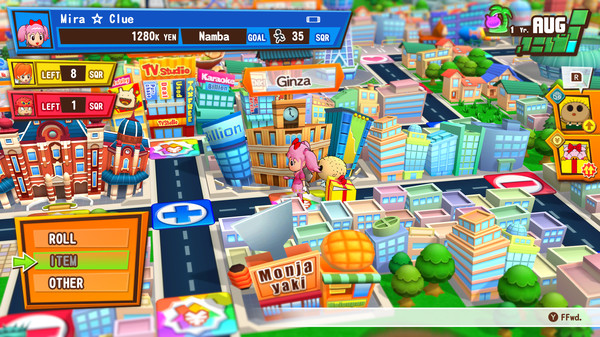 Mira ☆ Clue
1280K YEN
Namba
GOAL
35
SQR
1 Yr.
AUG
LEFT
8
SQR
LEFT
1
SQR
TV Studio
Karaoke
Billion
Ginza
R
Y
ROLL
ITEM
OTHER
Monja
yaki
Y FFwd.